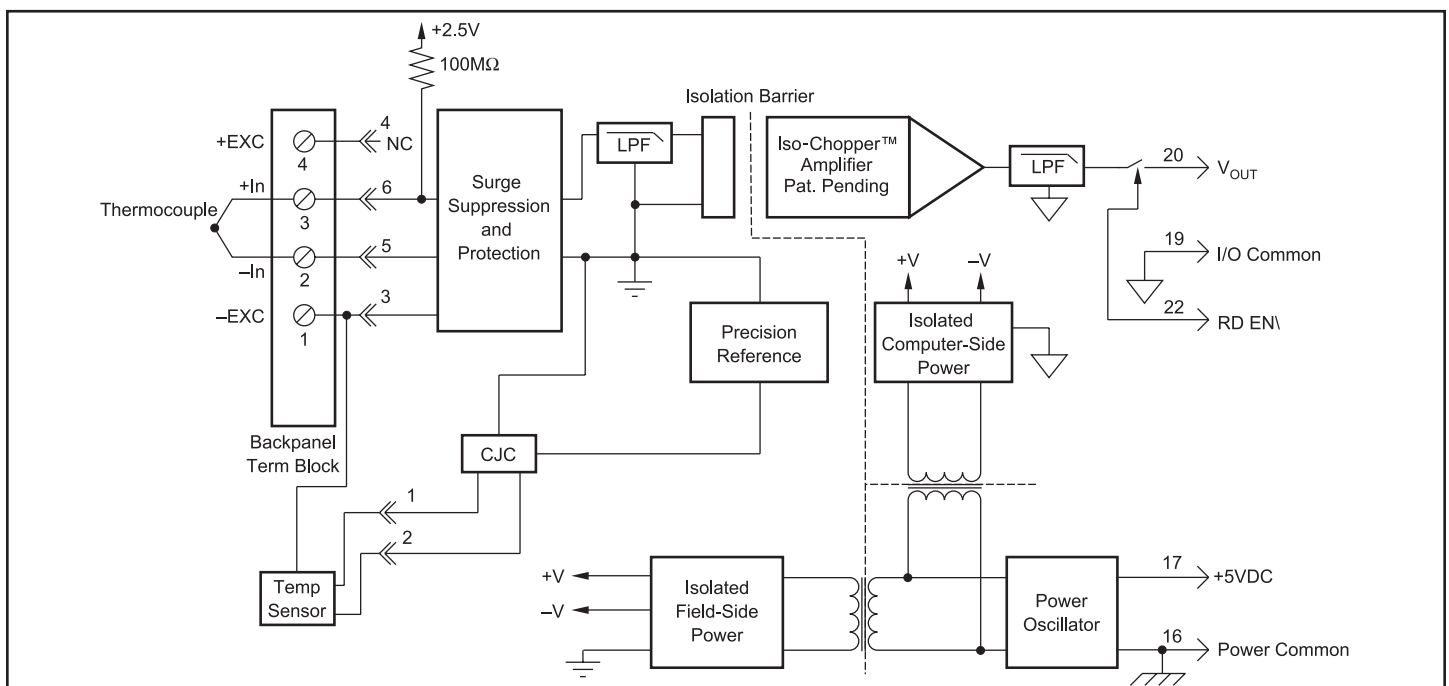 +2.5V
100MΩ
Isolation Barrier
+EXC
4
4
NC
LPF
Iso-Chopper™
Amplifier
Pat. Pending
LPF
20
V_OUT
+In
3
6
Surge
Suppression
and
Protection
Thermocouple
–In
2
5
19
I/O Common
+V
–V
–EXC
1
3
22
RD EN\
Precision
Reference
Isolated
Computer-Side
Power
Backpanel
Term Block
CJC
1
2
Temp
Sensor
+V
–V
Isolated
Field-Side
Power
Power
Oscillator
17
+5VDC
16
Power Common